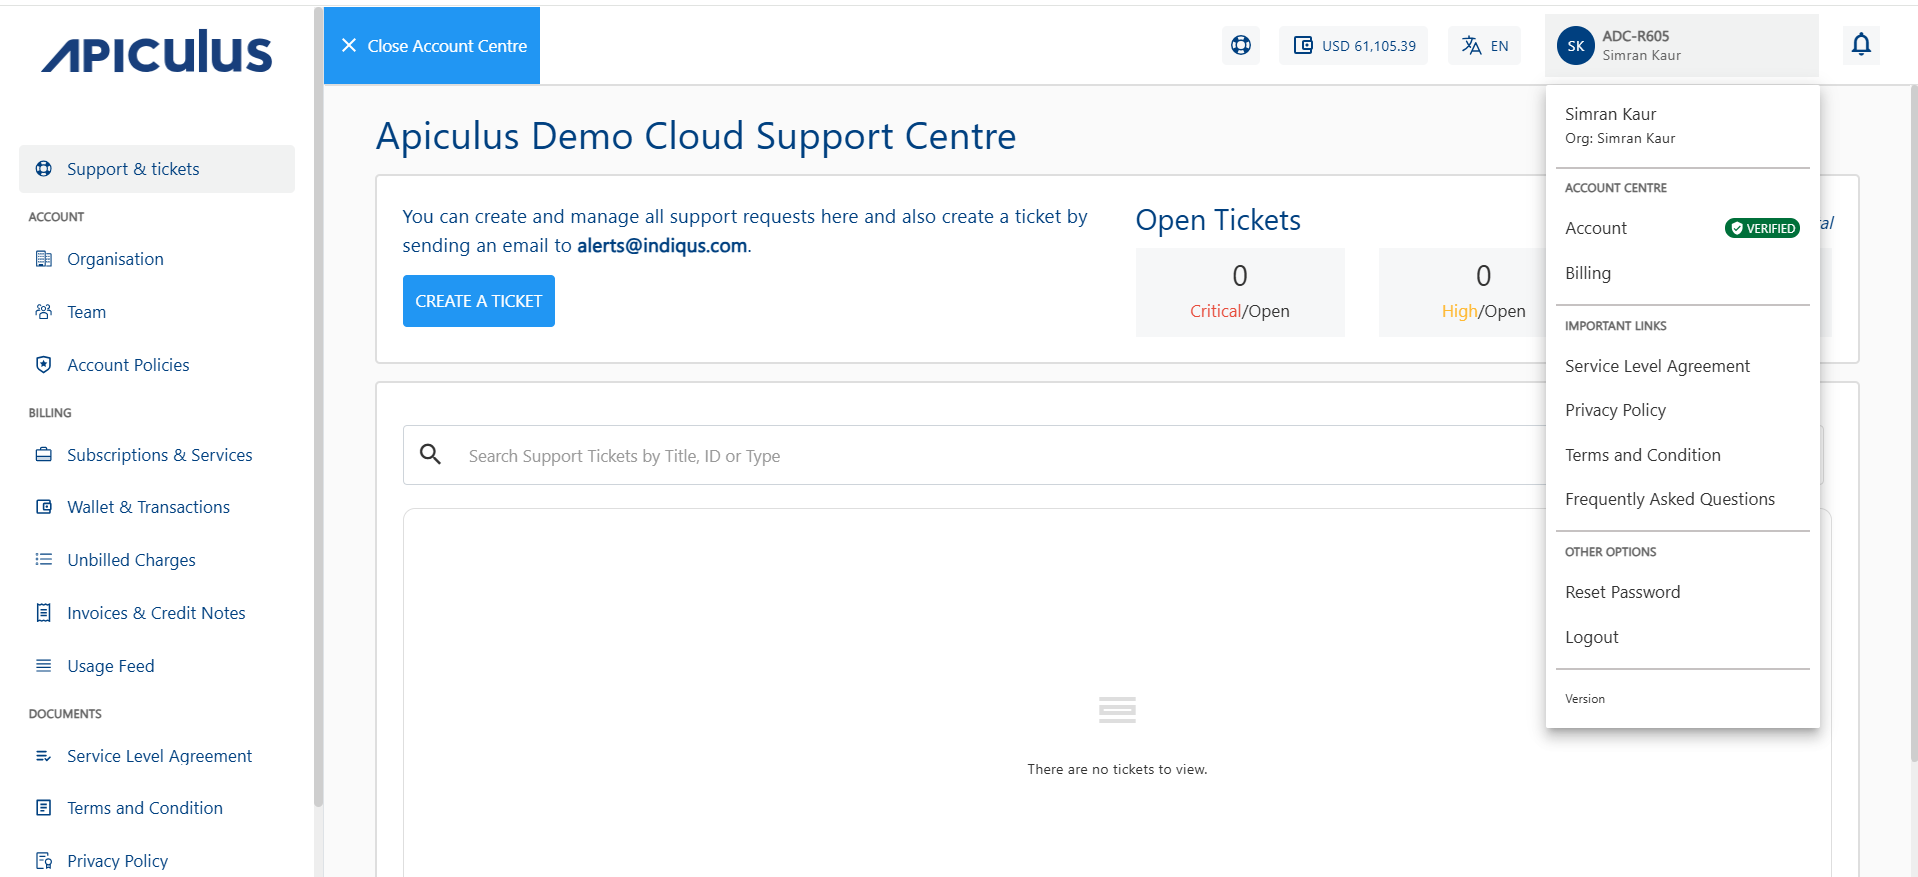 APICULUS
Close Account Centre
USD 61,105.39
EN
SK
ADC-R605
Simran Kaur
Support & tickets
ACCOUNT
Organisation
Team
Account Policies
BILLING
Subscriptions & Services
Wallet & Transactions
Unbilled Charges
Invoices & Credit Notes
Usage Feed
DOCUMENTS
Service Level Agreement
Terms and Condition
Privacy Policy
Apiculus Demo Cloud Support Centre
You can create and manage all support requests here and also create a ticket by
sending an email to alerts@indiqus.com.
CREATE A TICKET
Open Tickets
0
Critical/Open
0
High/Open
Search Support Tickets by Title, ID or Type
There are no tickets to view.
Simran Kaur
Org: Simran Kaur
ACCOUNT CENTRE
Account
VERIFIED
Billing
IMPORTANT LINKS
Service Level Agreement
Privacy Policy
Terms and Condition
Frequently Asked Questions
OTHER OPTIONS
Reset Password
Logout
Version